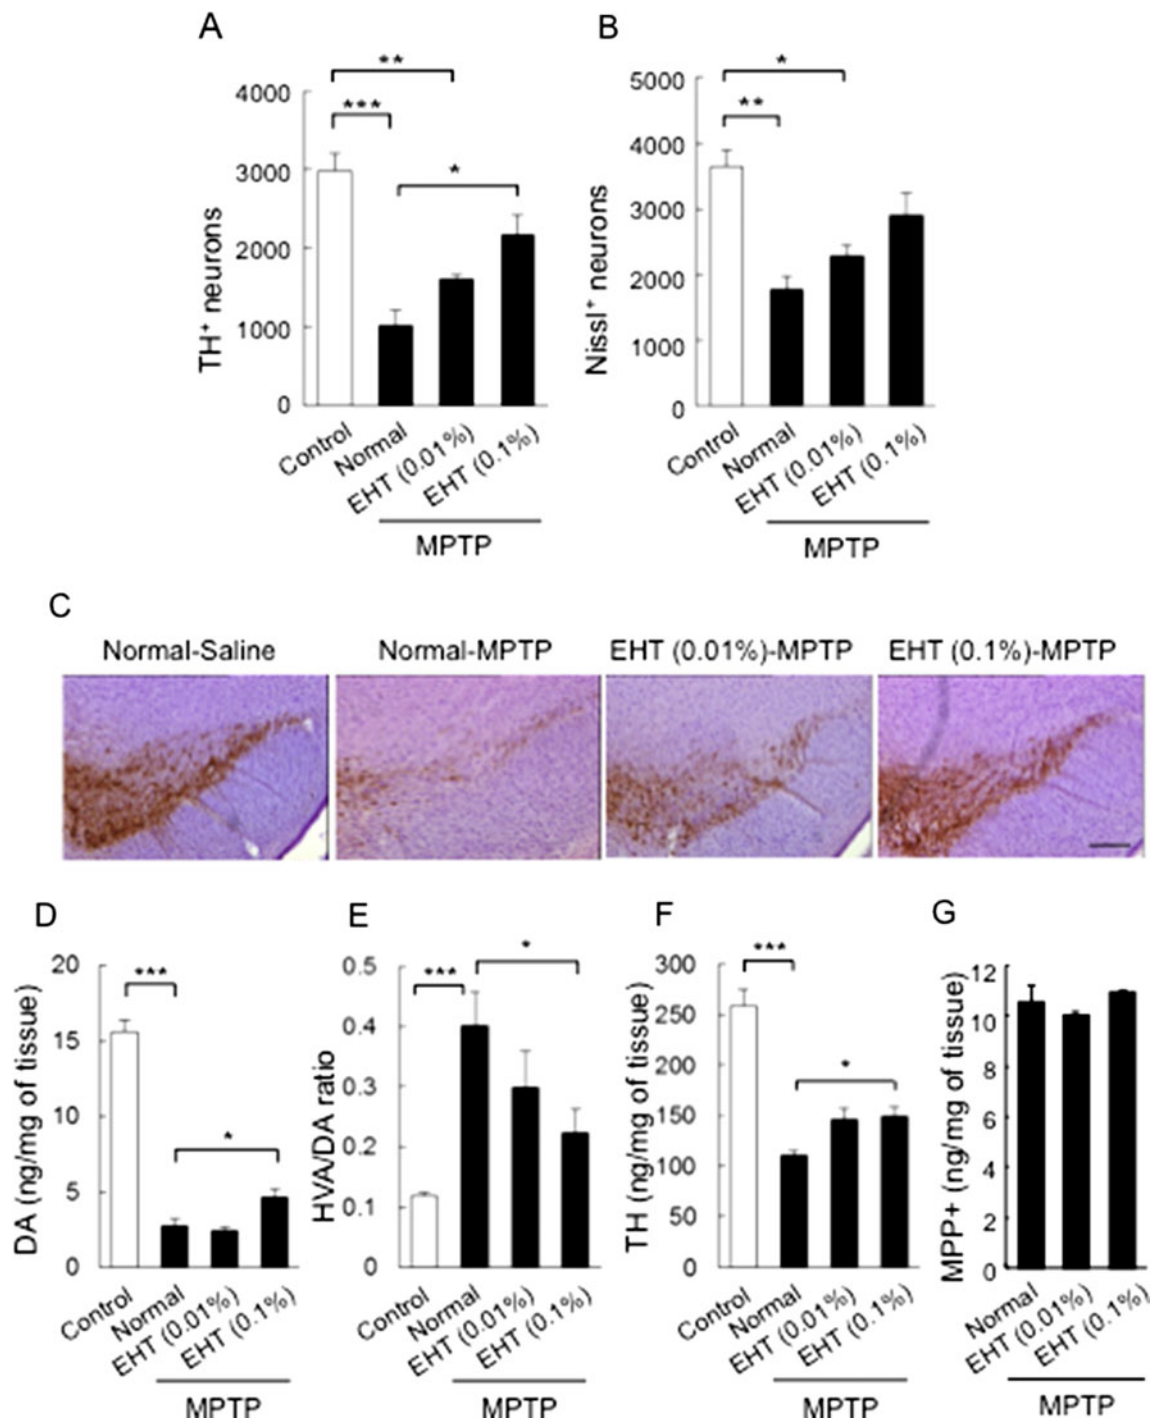 A
B
**
***
*
4000
3000
2000
1000
0
TH⁺ neurons
Control
Normal
EHT (0.01%)
EHT (0.1%)
MPTP
*
**
5000
4000
3000
2000
1000
0
Nissl⁺ neurons
Control
Normal
EHT (0.01%)
EHT (0.1%)
MPTP
C
Normal-Saline
Normal-MPTP
EHT (0.01%)-MPTP
EHT (0.1%)-MPTP
D
***
*
20
15
10
5
0
DA (ng/mg of tissue)
Control
Normal
EHT (0.01%)
EHT (0.1%)
MPTP
E
***
*
0.5
0.4
0.3
0.2
0.1
0
HVA/DA ratio
Control
Normal
EHT (0.01%)
EHT (0.1%)
MPTP
F
***
*
300
250
200
150
100
50
0
TH (ng/mg of tissue)
Control
Normal
EHT (0.01%)
EHT (0.1%)
MPTP
G
12
10
8
6
4
2
0
MPP+ (ng/mg of tissue)
Normal
EHT (0.01%)
EHT (0.1%)
MPTP